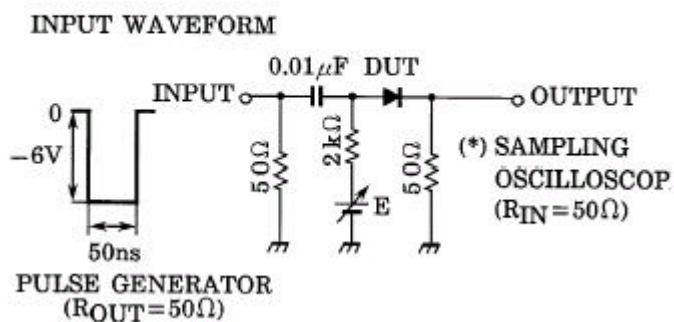 INPUT WAVEFORM
0.01μF DUT
INPUT
OUTPUT
0
−6V
50Ω
2kΩ
E
50Ω
(*) SAMPLING
OSCILLOSCOP
(RIN=50Ω)
50ns
PULSE GENERATOR
(ROUT=50Ω)